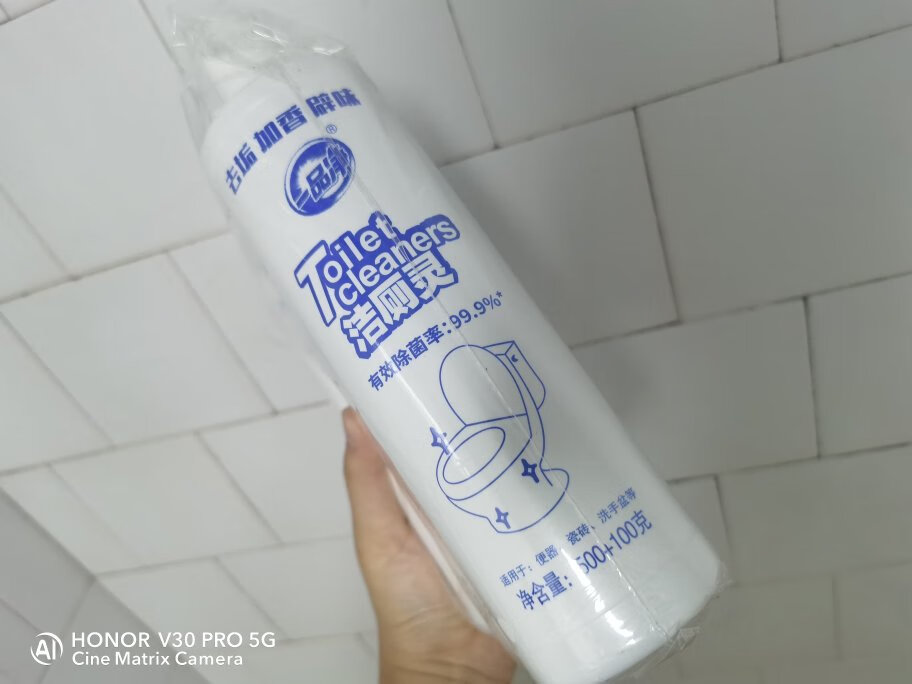 去垢 加香 辟味
®
Toilet
cleaners
洁厕灵
有效除菌率:99.9%*
适用于:便器、瓷砖、洗手盆等
净含量:500+100克
HONOR V30 PRO 5G
Cine Matrix Camera